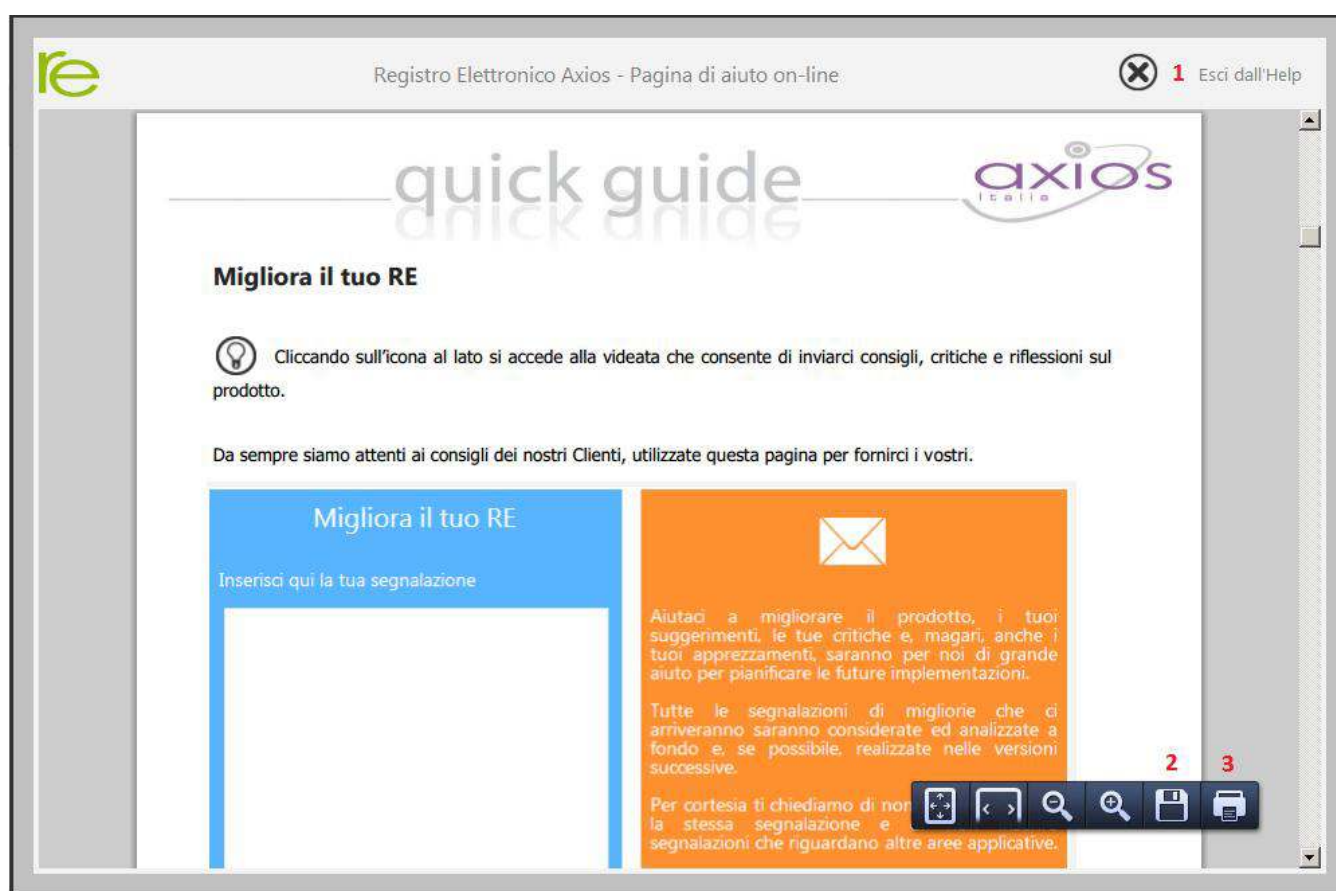 re
Registro Elettronico Axios - Pagina di aiuto on-line
1 Esci dall'Help
quick guide
axios
italia
Migliora il tuo RE
Cliccando sull'icona al lato si accede alla videata che consente di inviarci consigli, critiche e riflessioni sul
prodotto.
Da sempre siamo attenti ai consigli dei nostri Clienti, utilizzate questa pagina per fornirci i vostri.
Migliora il tuo RE
Inserisci qui la tua segnalazione
Aiutaci a migliorare il prodotto, i tuoi
suggerimenti, le tue critiche e, magari, anche i
tuoi apprezzamenti, saranno per noi di grande
aiuto per pianificare le future implementazioni.
Tutte le segnalazioni di migliorie che ci
arriveranno saranno considerate ed analizzate a
fondo e, se possibile, realizzate nelle versioni
successive.
2 3
Per cortesia ti chiediamo di non
la stessa segnalazione e
segnalazioni che riguardano altre aree applicative.